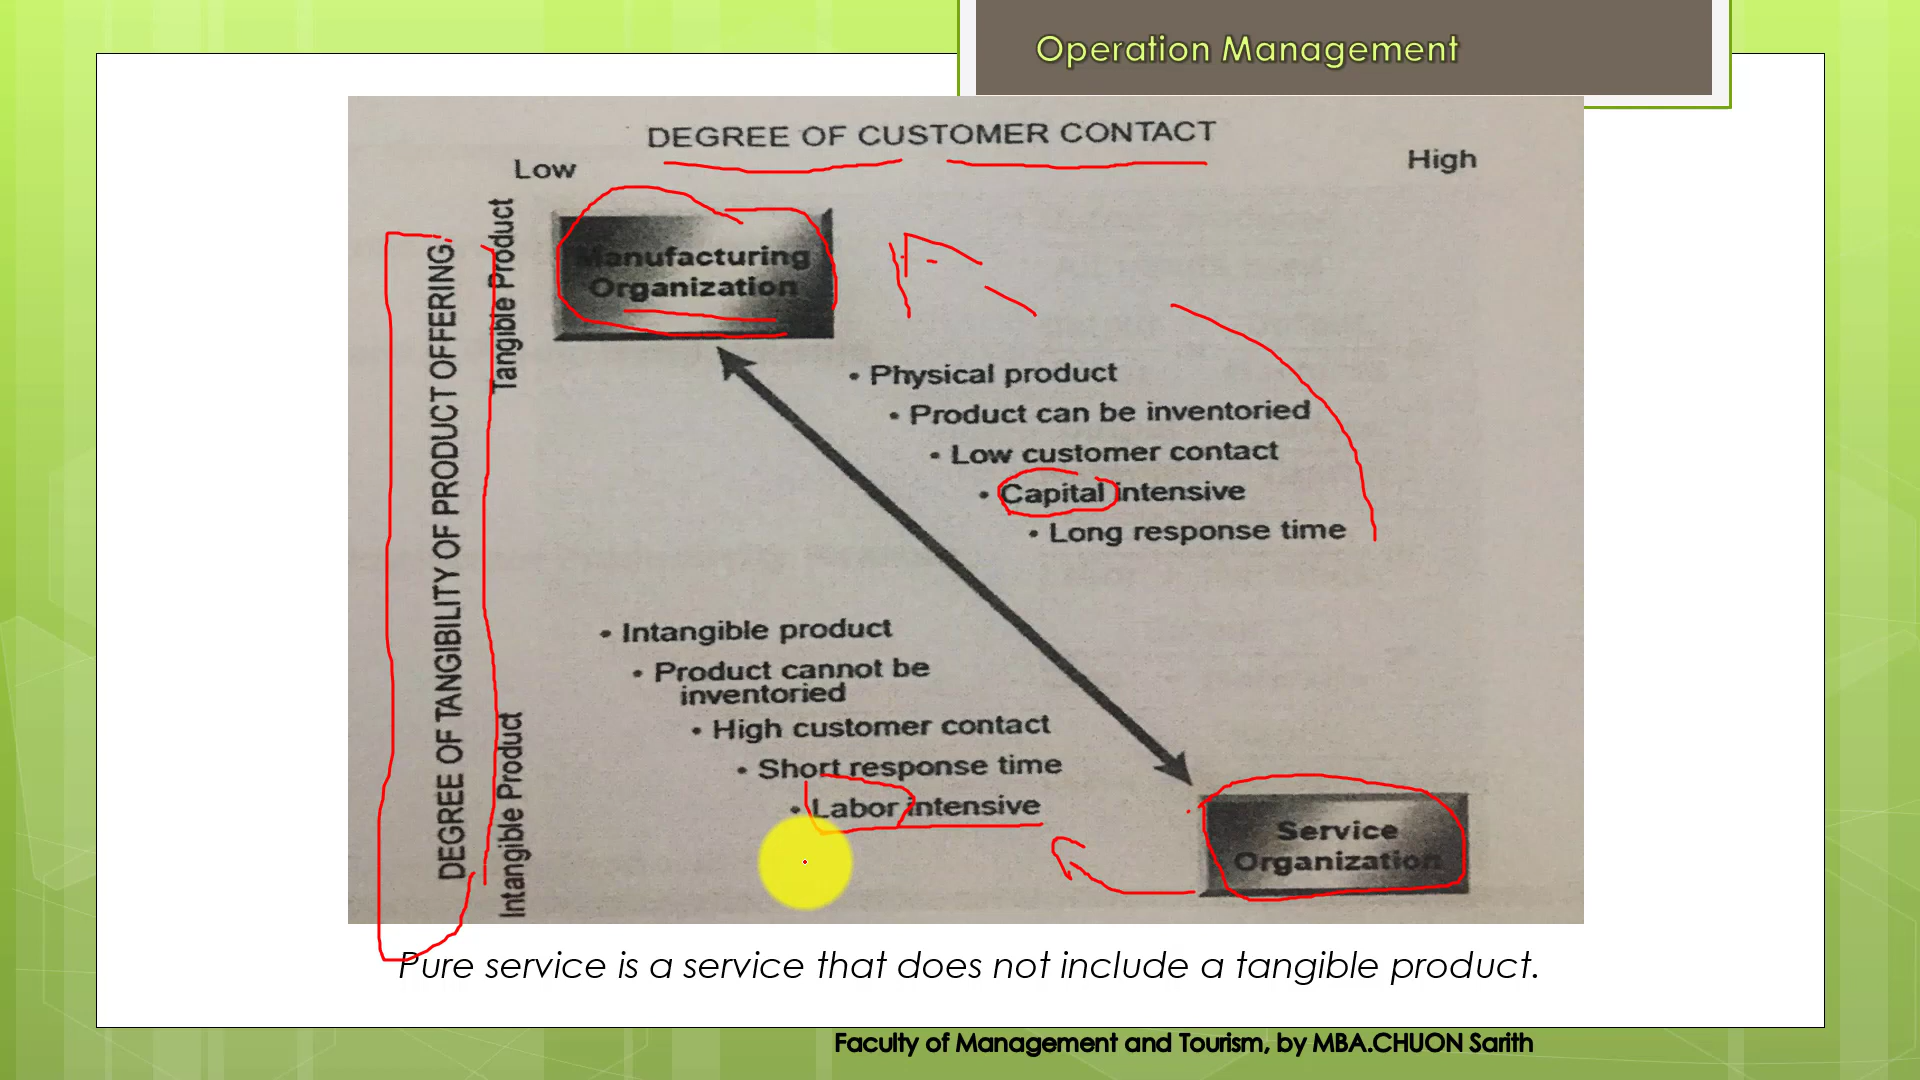 Operation Management
DEGREE OF CUSTOMER CONTACT
Low
High
DEGREE OF TANGIBILITY OF PRODUCT OFFERING
Tangible Product
Intangible Product
Manufacturing
Organization
• Physical product
• Product can be inventoried
• Low customer contact
• Capital intensive
• Long response time
• Intangible product
• Product cannot be
inventoried
• High customer contact
• Short response time
• Labor intensive
Service
Organization
Pure service is a service that does not include a tangible product.
Faculty of Management and Tourism, by MBA.CHUON Sarith